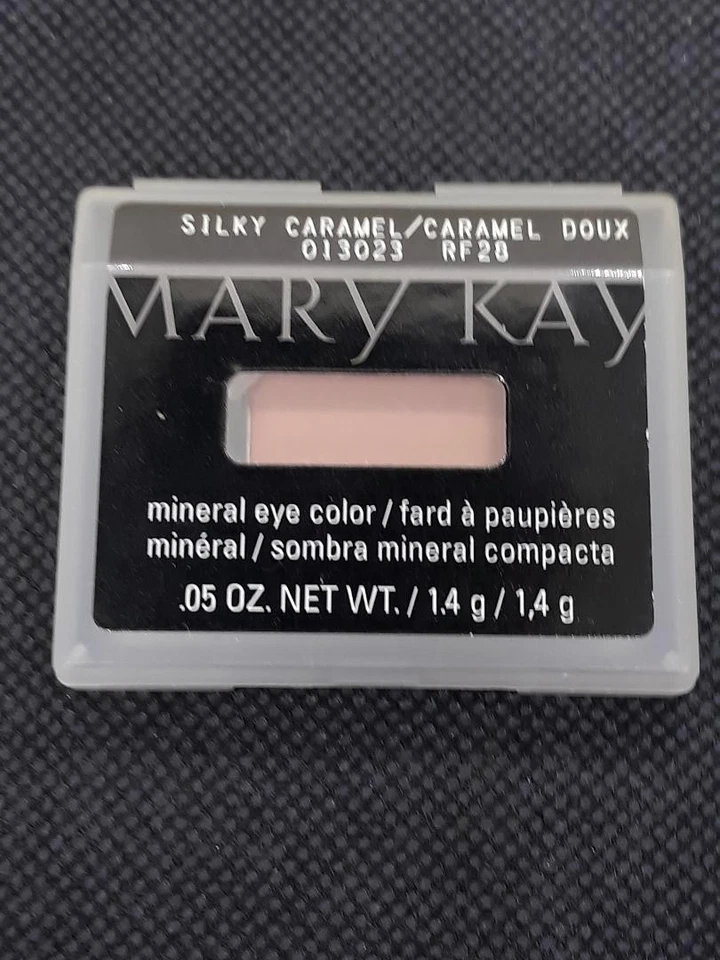 SILKY CARAMEL/CARAMEL DOUX
013023 RF28
MARY KAY
mineral eye color / fard à paupières
minéral / sombra mineral compacta
.05 OZ. NET WT. / 1.4 g / 1,4 g